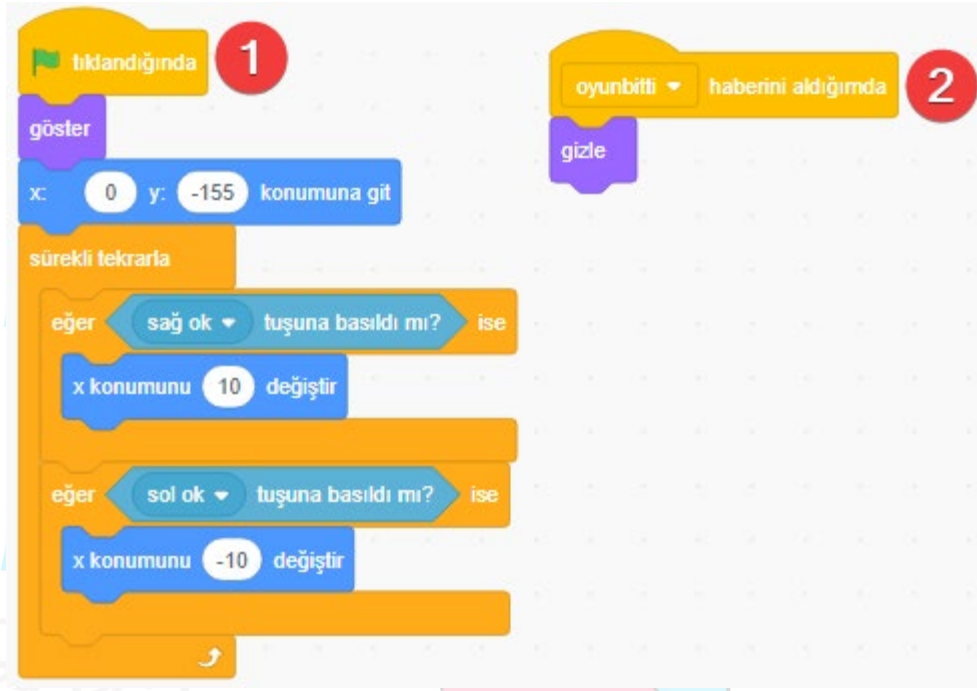 tıklandığında
1
göster
x: 0 y: -155 konumuna git
sürekli tekrarla
eğer sağ ok tuşuna basıldı mı? ise
x konumunu 10 değiştir
eğer sol ok tuşuna basıldı mı? ise
x konumunu -10 değiştir
oyunbitti haberini aldığımda
2
gizle